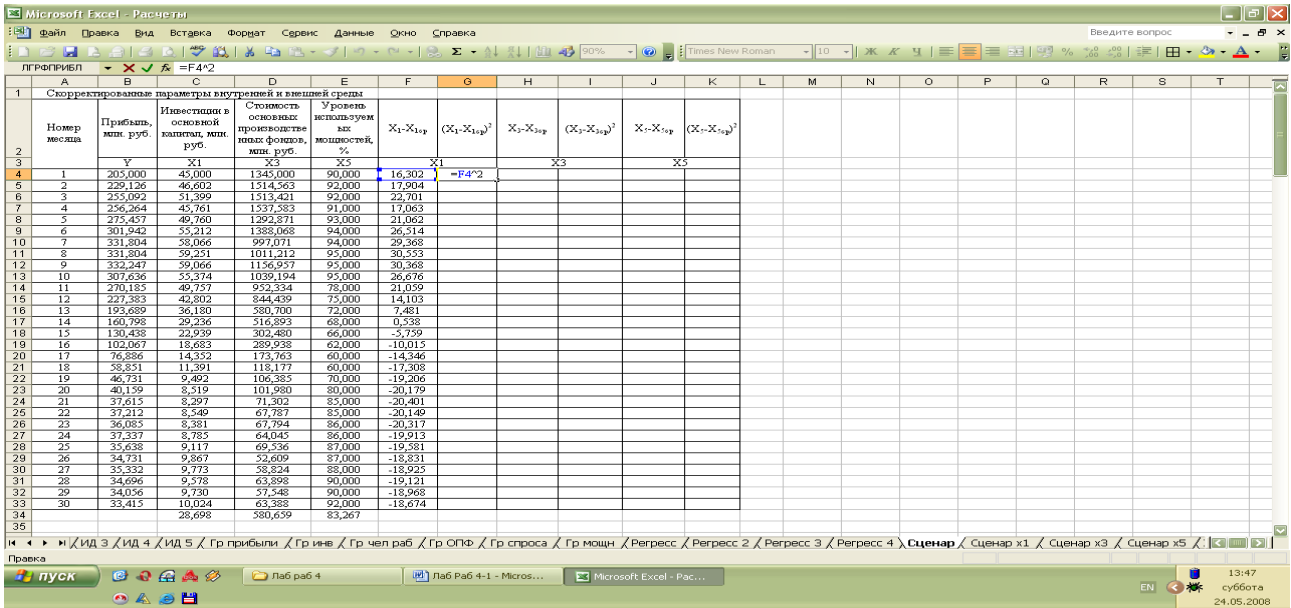 Microsoft Excel - Расчеты
Файл Правка Вид Вставка Формат Сервис Данные Окно Справка Введите вопрос
90% Times New Roman 10 Ж К Ч
ЛГРФПРИБЛ =F4^2
A B C D E F G H I J K L M N O P Q R S T
1 Скорректированные параметры внутренней и внешней среды
2 Номер месяца Прибыль, млн. руб. Инвестиции в основной капитал, млн. руб. Стоимость основных производственных фондов, млн. руб. Уровень используемых мощностей, % X₁-X₁ср (X₁-X₁ср)² X₃-X₃ср (X₃-X₃ср)² X₅-X₅ср (X₅-X₅ср)²
3 Y X1 X3 X5 X1 X3 X5
4 1 205,000 45,000 1345,000 90,000 16,302 =F4^2
5 2 229,126 46,602 1514,563 92,000 17,904
6 3 255,092 51,399 1513,421 92,000 22,701
7 4 256,264 45,761 1537,583 91,000 17,063
8 5 275,457 49,760 1292,871 93,000 21,062
9 6 301,942 55,212 1388,068 94,000 26,514
10 7 331,804 58,066 997,071 94,000 29,368
11 8 331,804 59,251 1011,212 95,000 30,553
12 9 332,247 59,066 1156,957 95,000 30,368
13 10 307,636 55,374 1039,194 95,000 26,676
14 11 270,185 49,757 952,334 78,000 21,059
15 12 227,383 42,802 844,439 75,000 14,103
16 13 193,689 36,180 580,700 72,000 7,481
17 14 160,798 29,236 516,893 68,000 0,538
18 15 130,438 22,939 302,480 66,000 -5,759
19 16 102,067 18,683 289,938 62,000 -10,015
20 17 76,886 14,352 173,763 60,000 -14,346
21 18 58,851 11,391 118,177 60,000 -17,308
22 19 46,731 9,492 106,385 70,000 -19,206
23 20 40,159 8,519 101,980 80,000 -20,179
24 21 37,615 8,297 71,302 85,000 -20,401
25 22 37,212 8,549 67,787 85,000 -20,149
26 23 36,085 8,381 67,794 86,000 -20,317
27 24 37,337 8,785 64,045 86,000 -19,913
28 25 35,638 9,117 69,536 87,000 -19,581
29 26 34,731 9,867 52,609 87,000 -18,831
30 27 35,332 9,773 58,824 88,000 -18,925
31 28 34,696 9,578 63,898 90,000 -19,121
32 29 34,056 9,730 57,548 90,000 -18,968
33 30 33,415 10,024 63,388 92,000 -18,674
34 28,698 580,659 83,267
35
ИД 3 ИД 4 ИД 5 Гр прибыли Гр инв Гр чел раб Гр ОПФ Гр спроса Гр мощн Регресс Регресс 2 Регресс 3 Регресс 4 Сценар Сценар x1 Сценар x3 Сценар x5
Правка
пуск Лаб раб 4 Лаб Раб 4-1 - Micros... Microsoft Excel - Рас... EN 13:47
суббота
24.05.2008